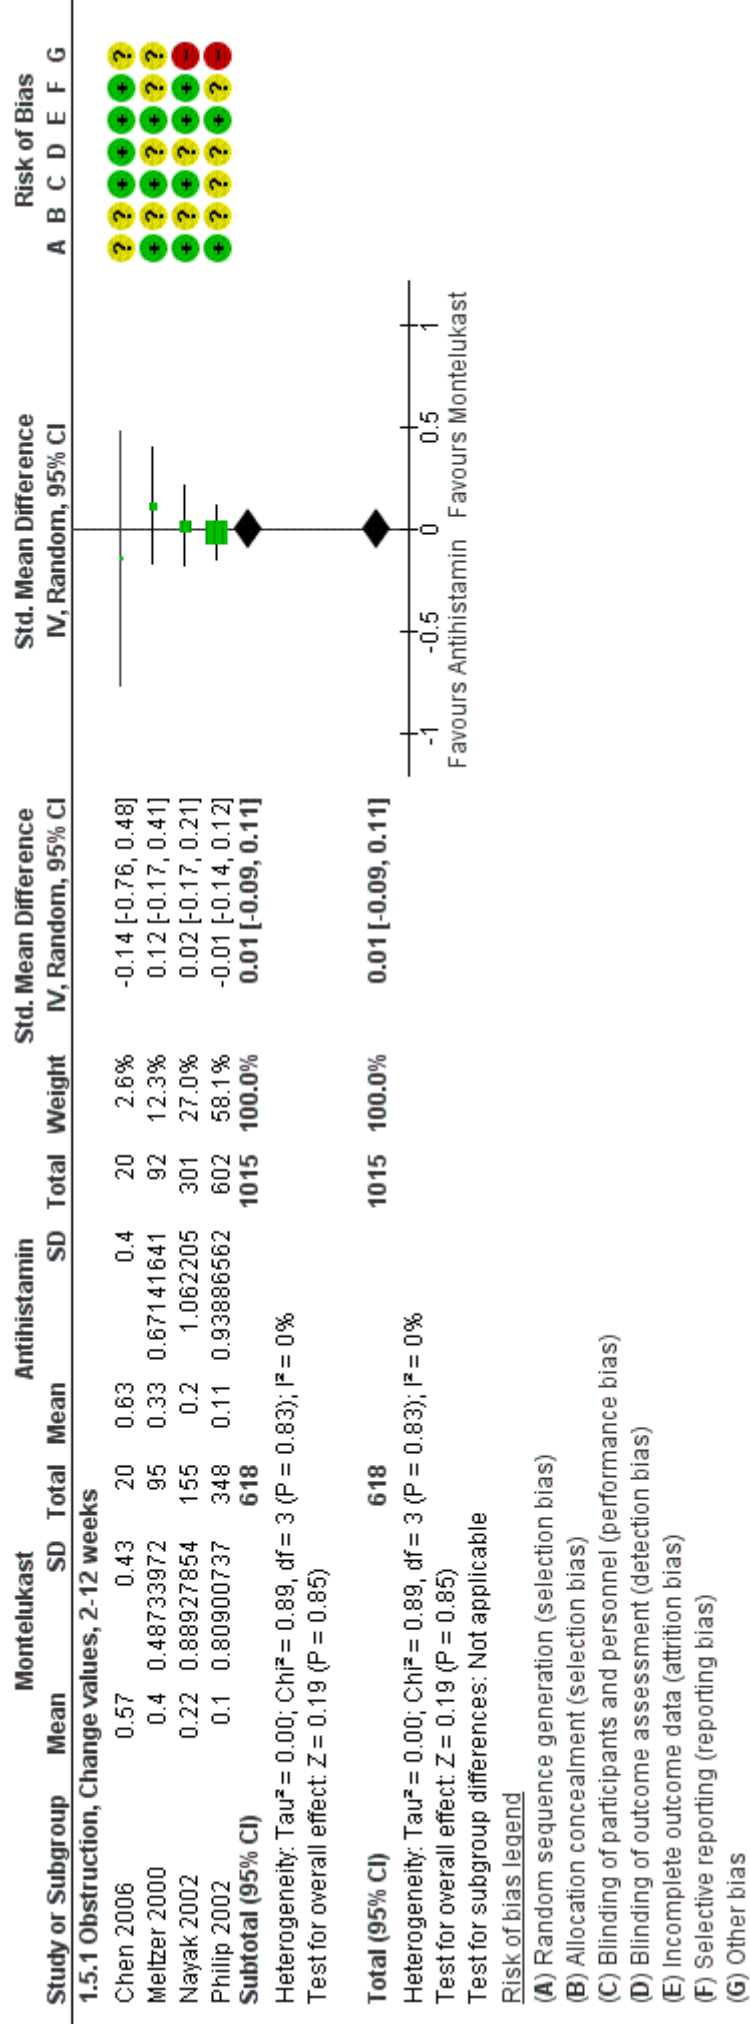 Montelukast Antihistamin Std. Mean Difference Std. Mean Difference Risk of Bias
Study or Subgroup Mean SD Total Mean SD Total Weight IV, Random, 95% CI IV, Random, 95% CI A B C D E F G
1.5.1 Obstruction, Change values, 2-12 weeks
Chen 2006 0.57 0.43 20 0.63 0.4 20 2.6% -0.14 [-0.76, 0.48] ? ? + + + + ?
Meltzer 2000 0.4 0.48733972 95 0.33 0.67141641 92 12.3% 0.12 [-0.17, 0.41] + ? + ? + ? ?
Nayak 2002 0.22 0.88927854 155 0.2 1.062205 301 27.0% 0.02 [-0.17, 0.21] + ? + ? + + -
Philip 2002 0.1 0.80900737 348 0.11 0.93886562 602 58.1% -0.01 [-0.14, 0.12] + ? ? ? + ? -
Subtotal (95% CI) 618 1015 100.0% 0.01 [-0.09, 0.11]
Heterogeneity: Tau² = 0.00; Chi² = 0.89, df = 3 (P = 0.83); I² = 0%
Test for overall effect: Z = 0.19 (P = 0.85)
Total (95% CI) 618 1015 100.0% 0.01 [-0.09, 0.11]
Heterogeneity: Tau² = 0.00; Chi² = 0.89, df = 3 (P = 0.83); I² = 0%
Test for overall effect: Z = 0.19 (P = 0.85)
Test for subgroup differences: Not applicable
-1 -0.5 0 0.5 1
Favours Antihistamin Favours Montelukast
Risk of bias legend
(A) Random sequence generation (selection bias)
(B) Allocation concealment (selection bias)
(C) Blinding of participants and personnel (performance bias)
(D) Blinding of outcome assessment (detection bias)
(E) Incomplete outcome data (attrition bias)
(F) Selective reporting (reporting bias)
(G) Other bias